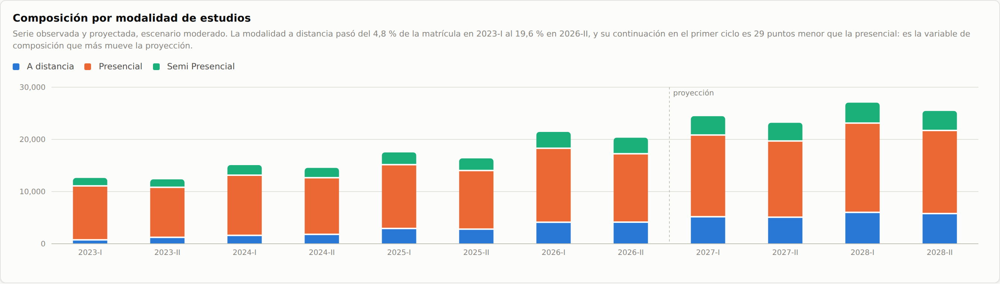 Composición por modalidad de estudios
Serie observada y proyectada, escenario moderado. La modalidad a distancia pasó del 4,8 % de la matrícula en 2023-I al 19,6 % en 2026-II, y su continuación en el primer ciclo es 29 puntos menor que la presencial: es la variable de
composición que más mueve la proyección.
A distancia Presencial Semi Presencial
30,000
proyección
20,000
10,000
0
2023-I 2023-II 2024-I 2024-II 2025-I 2025-II 2026-I 2026-II 2027-I 2027-II 2028-I 2028-II